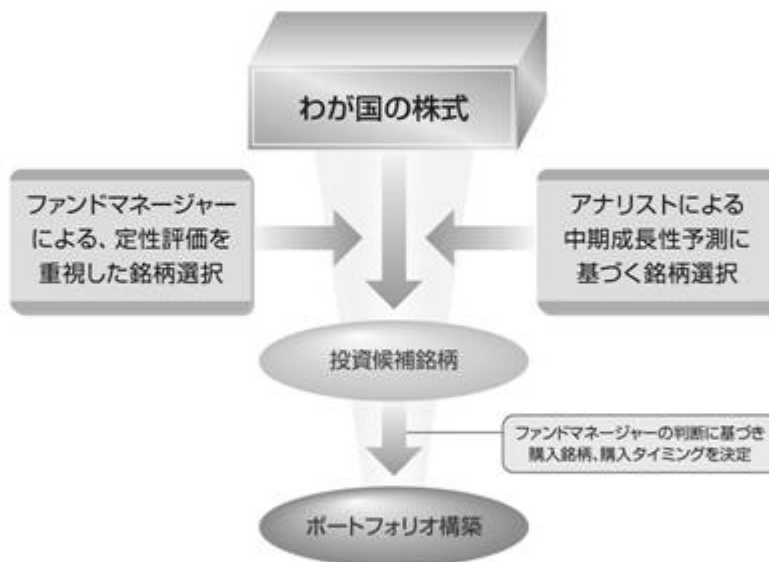 わが国の株式
ファンドマネージャー
による、定性評価を
重視した銘柄選択
アナリストによる
中期成長性予測に
基づく銘柄選択
投資候補銘柄
ファンドマネージャーの判断に基づき
購入銘柄、購入タイミングを決定
ポートフォリオ構築